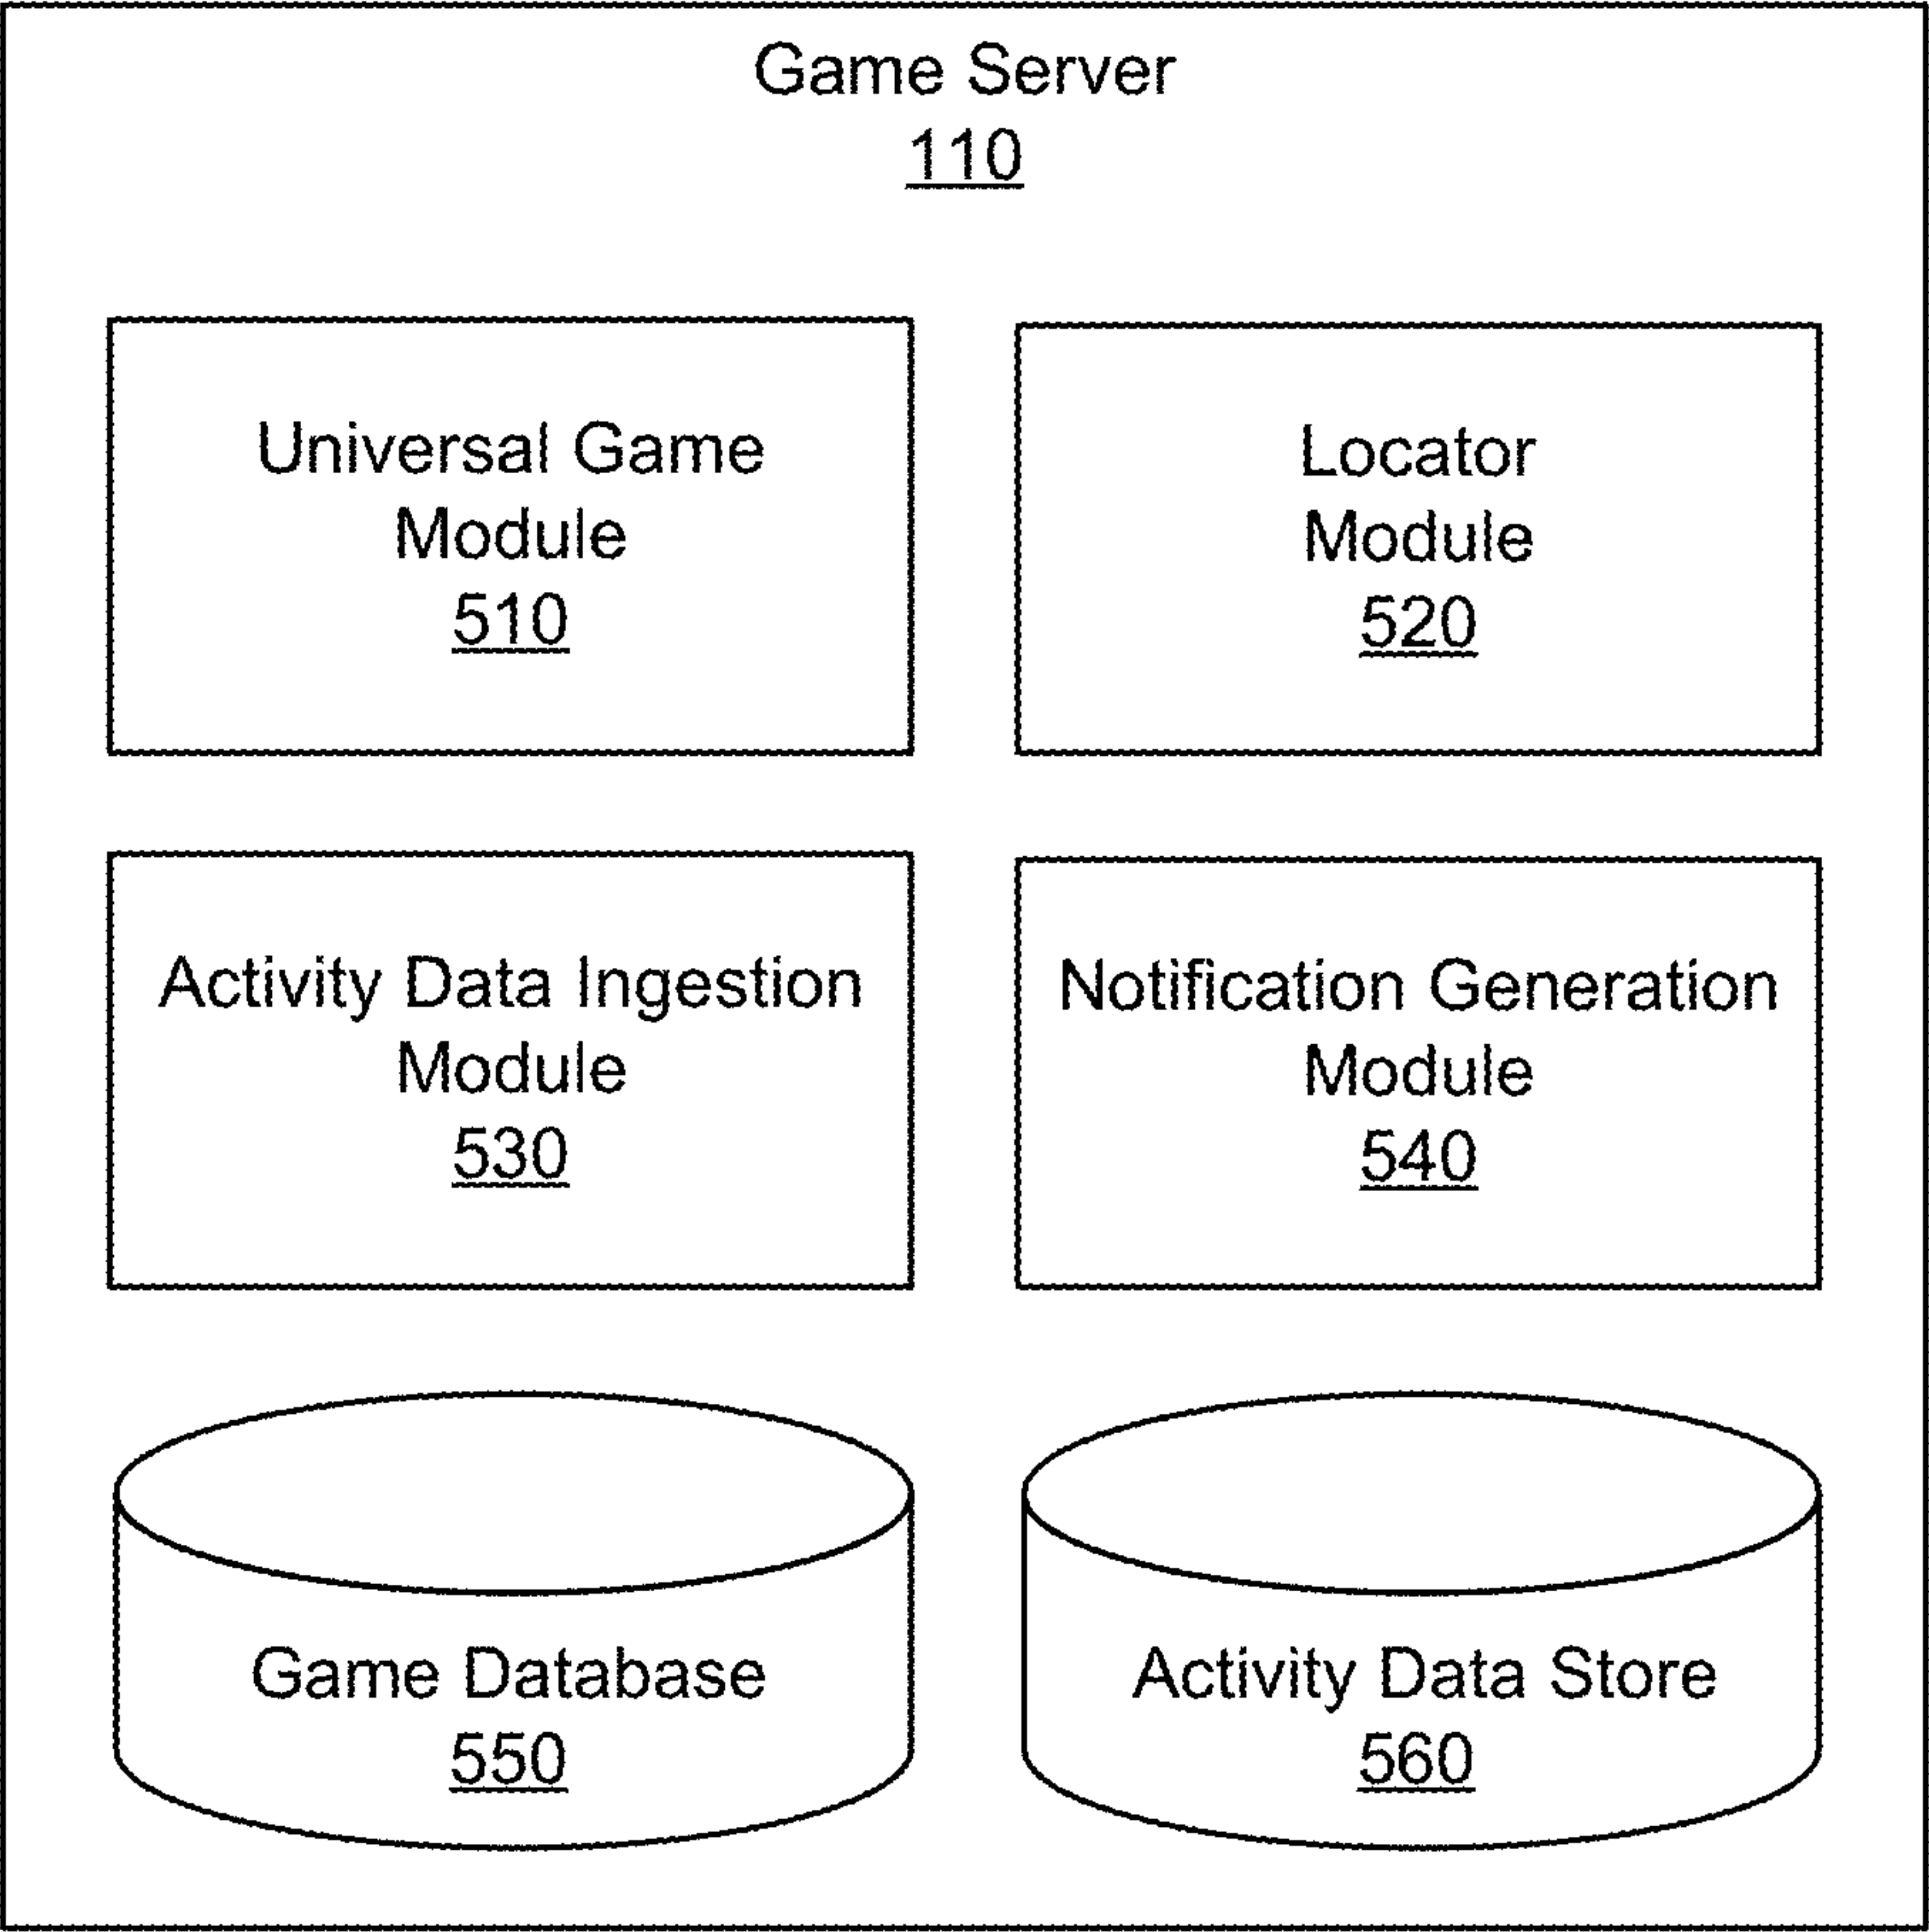 Game Server
110
Universal Game
Module
510
Locator
Module
520
Activity Data Ingestion
Module
530
Notification Generation
Module
540
Game Database
550
Activity Data Store
560